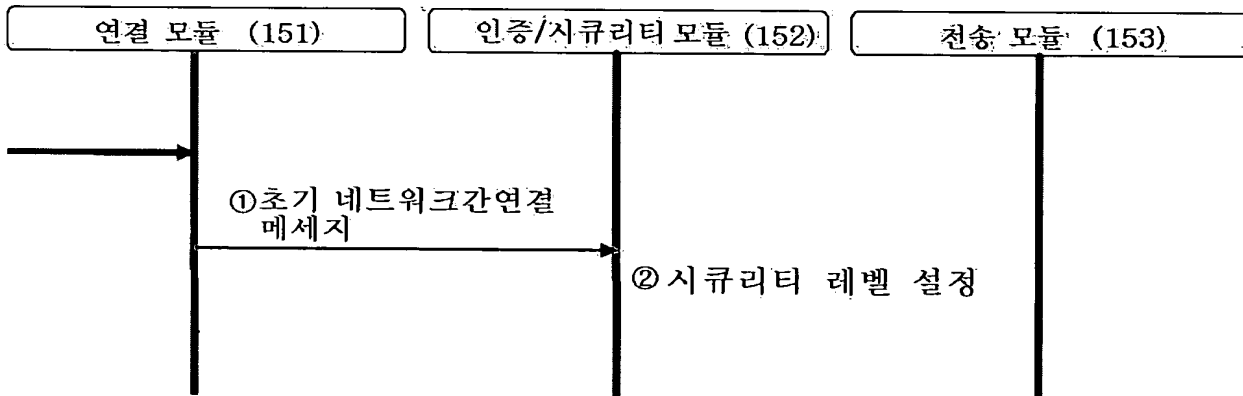 연결 모듈 (151)
인증/시큐리티 모듈 (152)
전송 모듈 (153)
①초기 네트워크간연결
메세지
② 시큐리티 레벨 설정